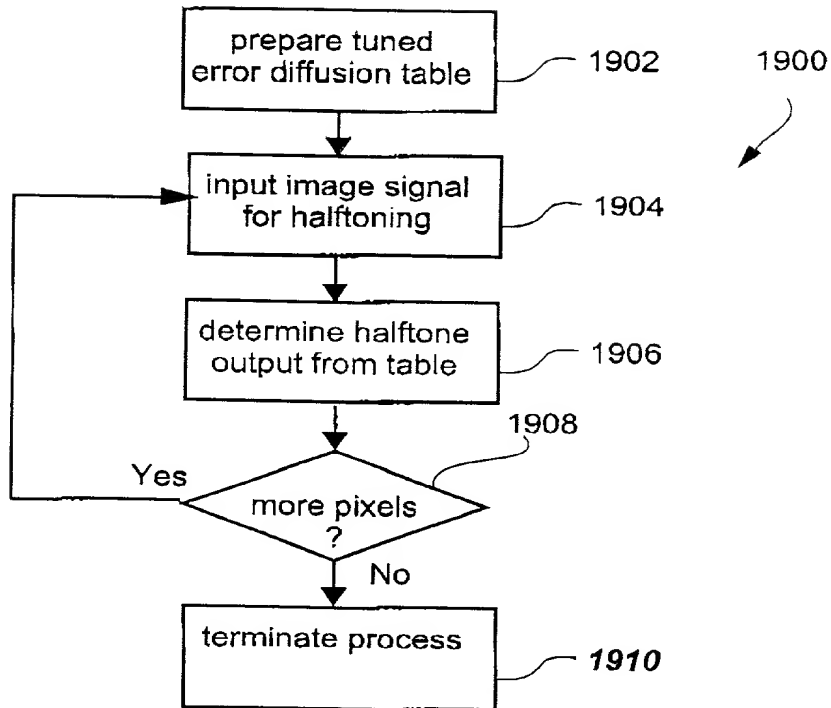 prepare tuned
error diffusion table
1902
1900
input image signal
for halftoning
1904
determine halftone
output from table
1906
1908
Yes
more pixels
?
No
terminate process
1910